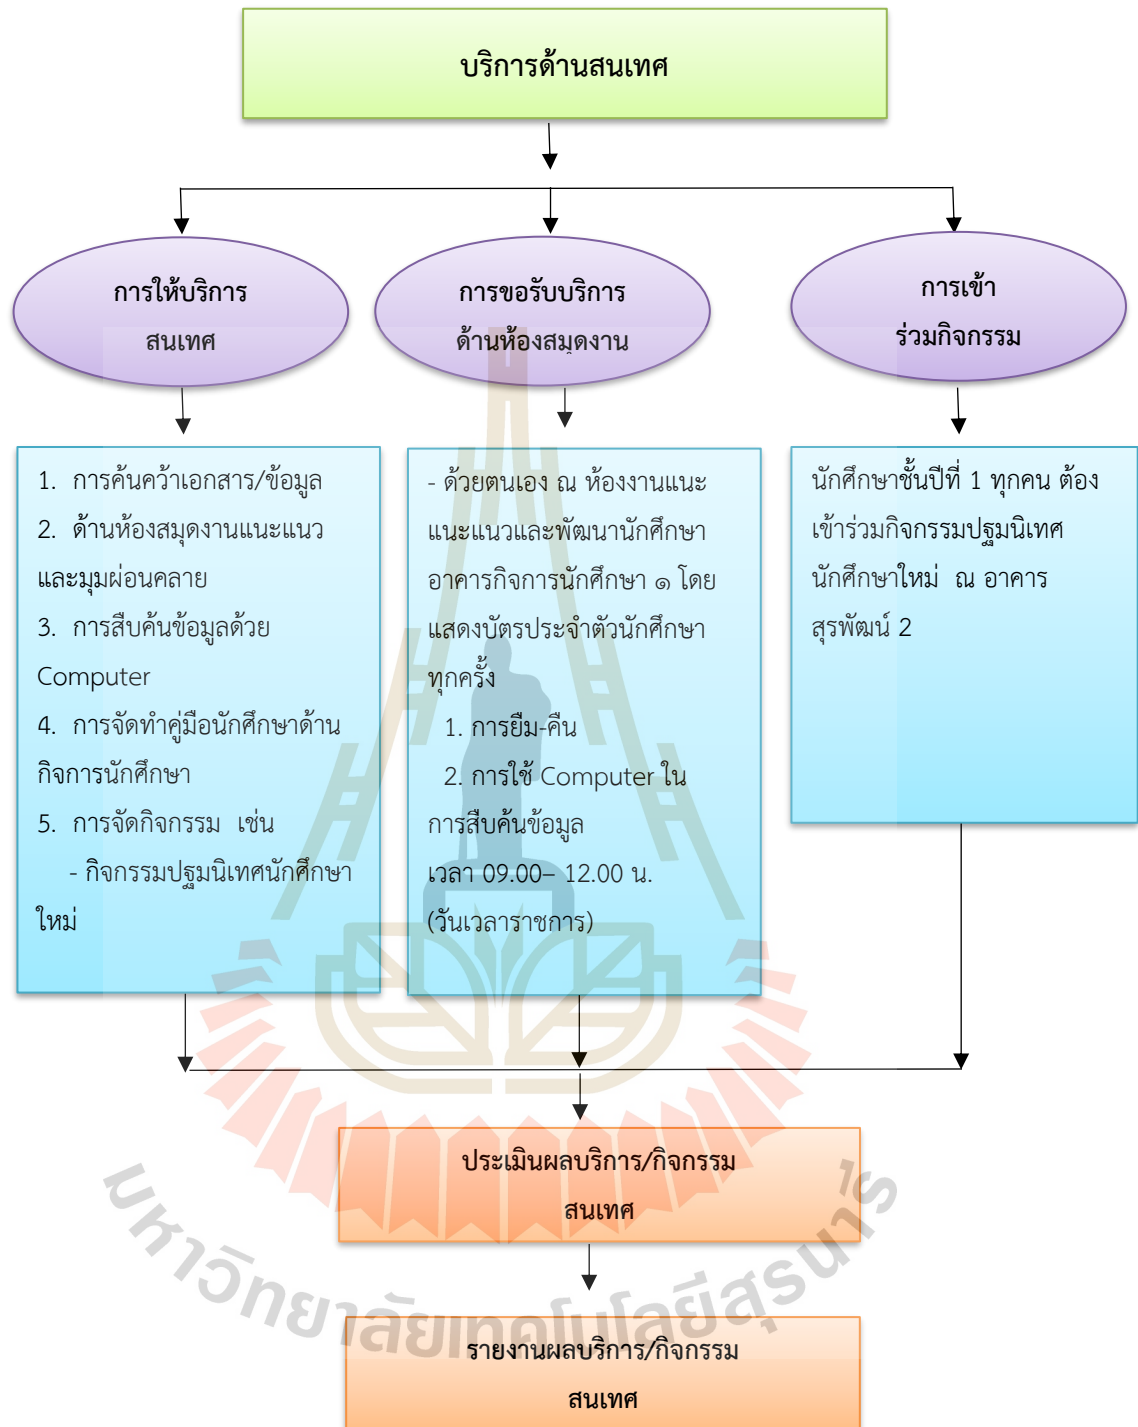 บริการด้านสนเทศ
การให้บริการ
สนเทศ
การขอรับบริการ
ด้านห้องสมุดงาน
การเข้า
ร่วมกิจกรรม
1. การค้นคว้าเอกสาร/ข้อมูล
2. ด้านห้องสมุดงานแนะแนว
และมุมผ่อนคลาย
3. การสืบค้นข้อมูลด้วย
Computer
4. การจัดทำคู่มือนักศึกษาด้าน
กิจการนักศึกษา
5. การจัดกิจกรรม เช่น
- กิจกรรมปฐมนิเทศนักศึกษา
ใหม่
- ด้วยตนเอง ณ ห้องงานแนะ
แนะแนวและพัฒนานักศึกษา
อาคารกิจการนักศึกษา ๑ โดย
แสดงบัตรประจำตัวนักศึกษา
ทุกครั้ง
1. การยืม-คืน
2. การใช้ Computer ใน
การสืบค้นข้อมูล
เวลา 09.00– 12.00 น.
(วันเวลาราชการ)
นักศึกษาชั้นปีที่ 1 ทุกคน ต้อง
เข้าร่วมกิจกรรมปฐมนิเทศ
นักศึกษาใหม่ ณ อาคาร
สุรพัฒน์ 2
ประเมินผลบริการ/กิจกรรม
สนเทศ
รายงานผลบริการ/กิจกรรม
สนเทศ
มหาวิทยาลัยเทคโนโลยีสุรนารี